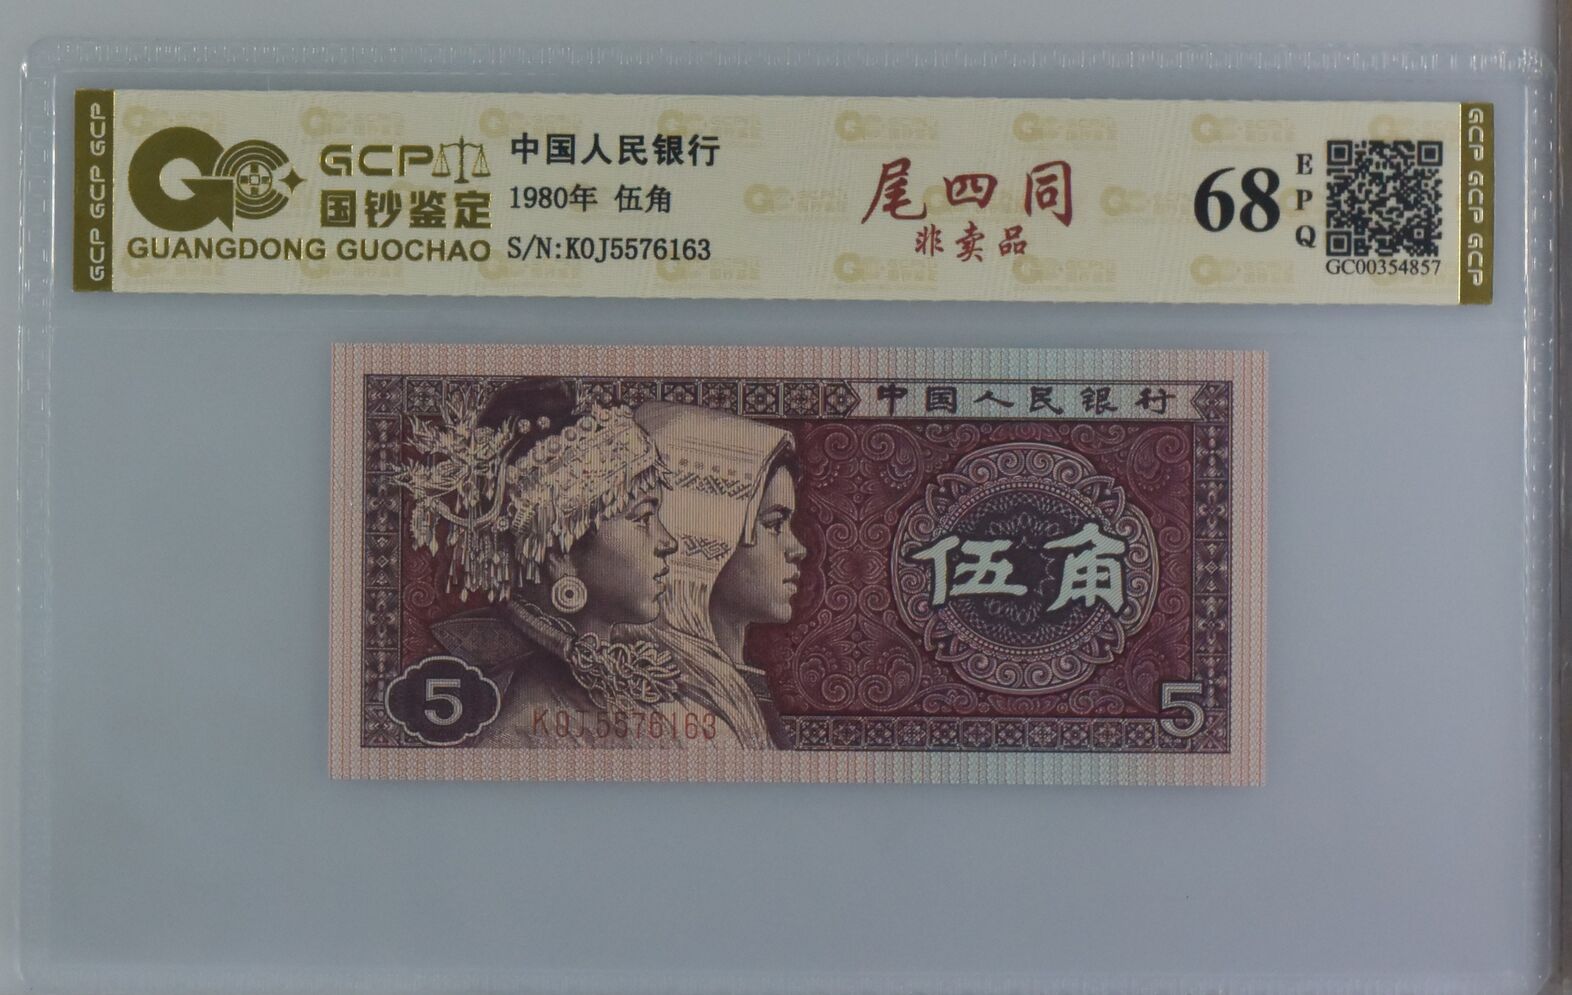 GCP GCP GCP
GCP
国钞鉴定
GUANGDONG GUOCHAO
中国人民银行
1980年 伍角
S/N:K0J5576163
尾四同
非卖品
68
EPQ
GC00354857
GCP GCP GCP
中国人民银行
伍角
5
K0J5576163
5